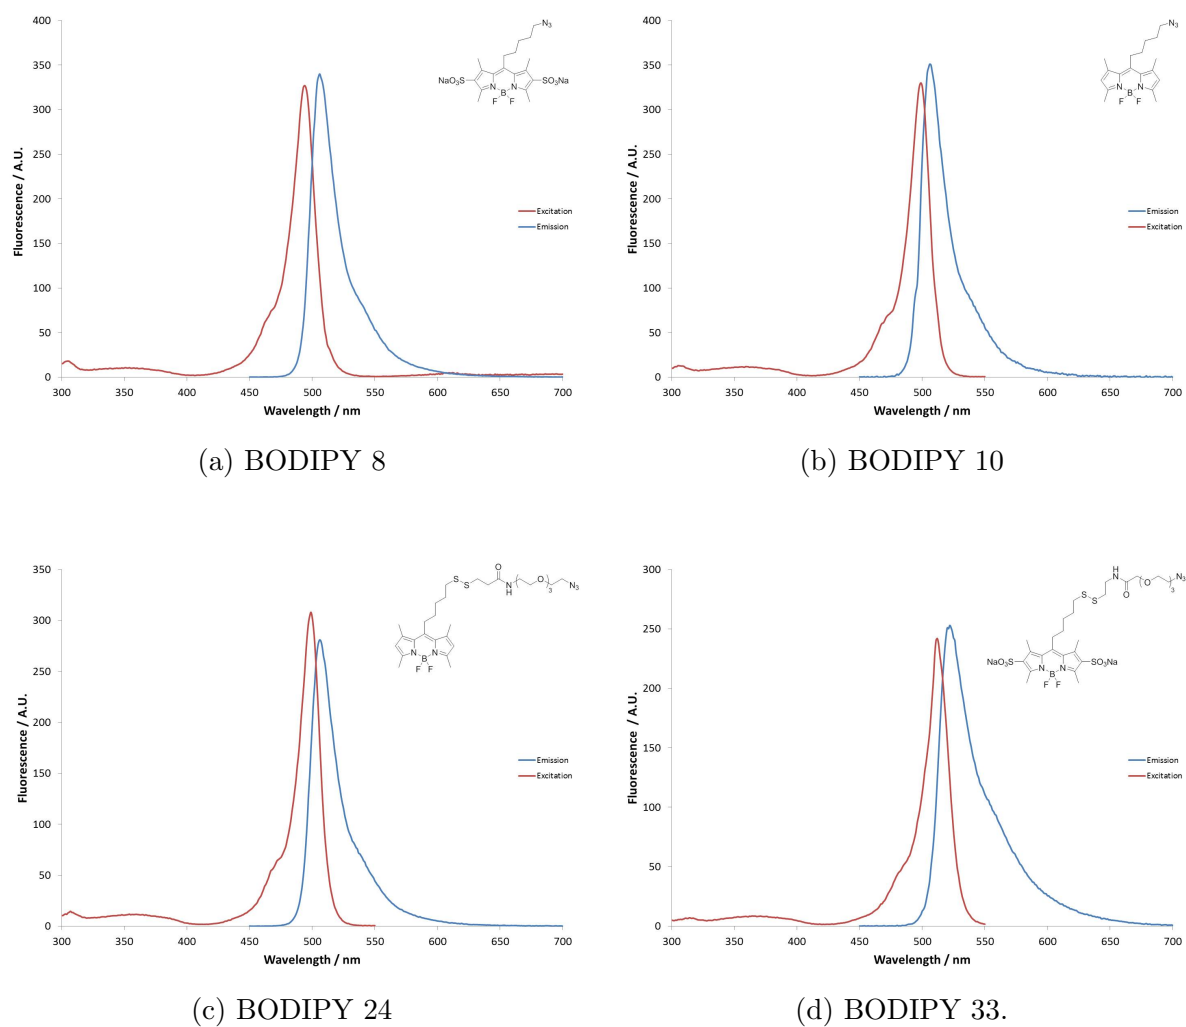 400
350
300
250
200
150
100
50
0
Fluorescence / A.U.
300 350 400 450 500 550 600 650 700
Wavelength / nm
Excitation
Emission
N₃
NaO₃S SO₃Na
N B N
F F
(a) BODIPY 8
400
350
300
250
200
150
100
50
0
Fluorescence / A.U.
300 350 400 450 500 550 600 650 700
Wavelength / nm
Emission
Excitation
N₃
N B N
F F
(b) BODIPY 10
350
300
250
200
150
100
50
0
Fluorescence / A.U.
300 350 400 450 500 550 600 650 700
Wavelength / nm
Emission
Excitation
O
S S N O N₃
H 3
N B N
F F
(c) BODIPY 24
300
250
200
150
100
50
0
Fluorescence / A.U.
300 350 400 450 500 550 600 650 700
Wavelength / nm
Emission
Excitation
H
N O N₃
S S O 3
NaO₃S SO₃Na
N B N
F F
(d) BODIPY 33.